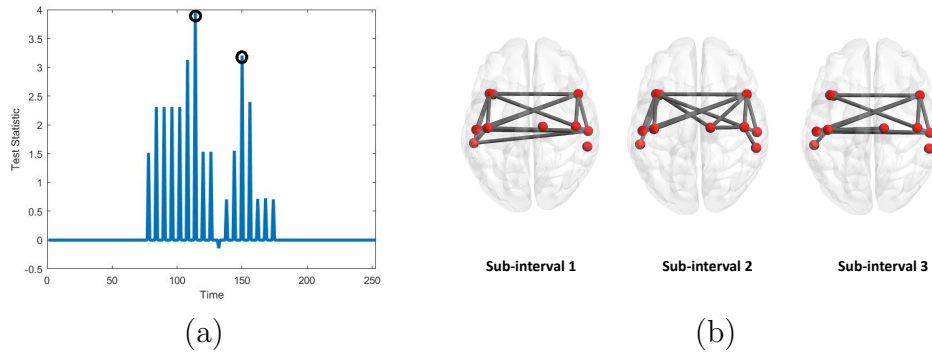 4
3.5
3
2.5
2
1.5
1
0.5
0
-0.5
Test Statistic
0 50 100 150 200 250
Time
Sub-interval 1 Sub-interval 2 Sub-interval 3
(a) (b)